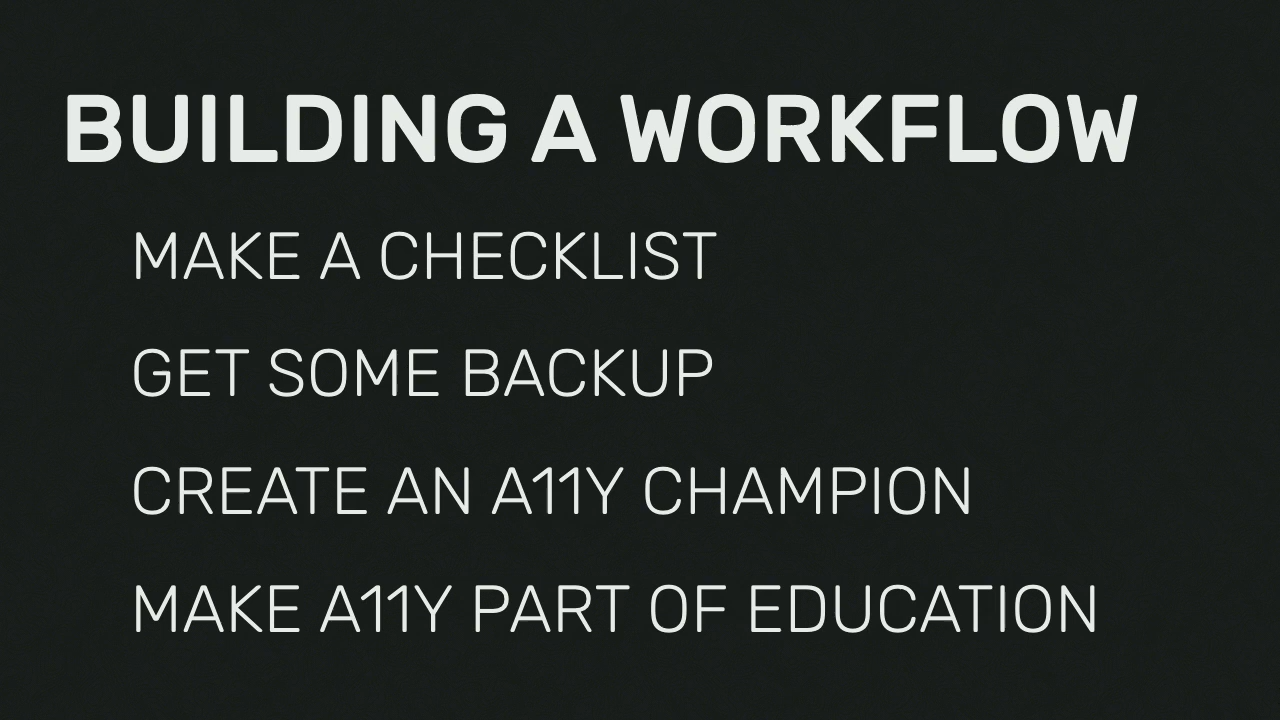 BUILDING A WORKFLOW
MAKE A CHECKLIST
GET SOME BACKUP
CREATE AN A11Y CHAMPION
MAKE A11Y PART OF EDUCATION